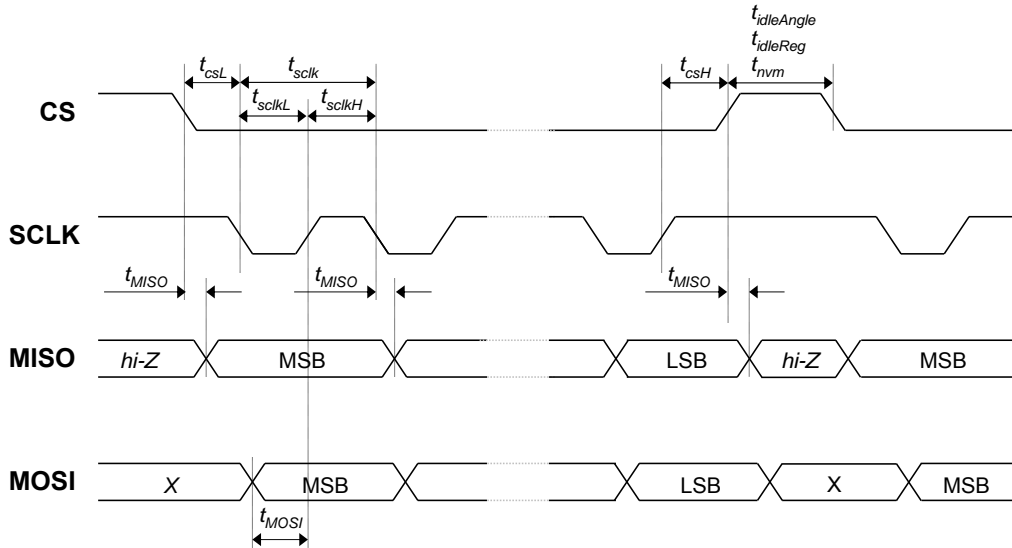 t_idleAngle
t_idleReg
t_csL t_sclk t_csH t_nvm
t_sclkL t_sclkH
CS
SCLK
t_MISO t_MISO t_MISO
MISO hi-Z MSB LSB hi-Z MSB
MOSI X MSB LSB X MSB
t_MOSI